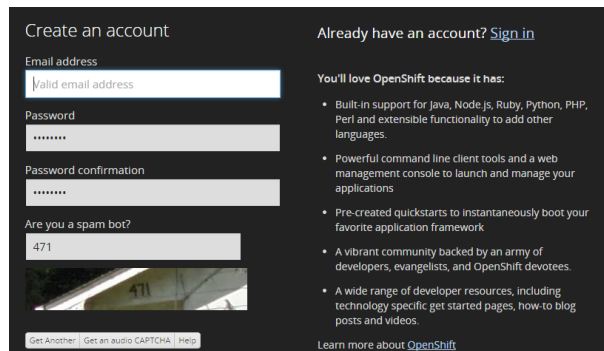 Create an account
Email address
Valid email address
Password
••••••••
Password confirmation
••••••••
Are you a spam bot?
471
471
Get Another Get an audio CAPTCHA Help
Already have an account? Sign in
You'll love OpenShift because it has:
• Built-in support for Java, Node.js, Ruby, Python, PHP,
Perl and extensible functionality to add other
languages.
• Powerful command line client tools and a web
management console to launch and manage your
applications
• Pre-created quickstarts to instantaneously boot your
favorite application framework
• A vibrant community backed by an army of
developers, evangelists, and OpenShift devotees.
• A wide range of developer resources, including
technology specific get started pages, how-to blog
posts and videos.
Learn more about OpenShift